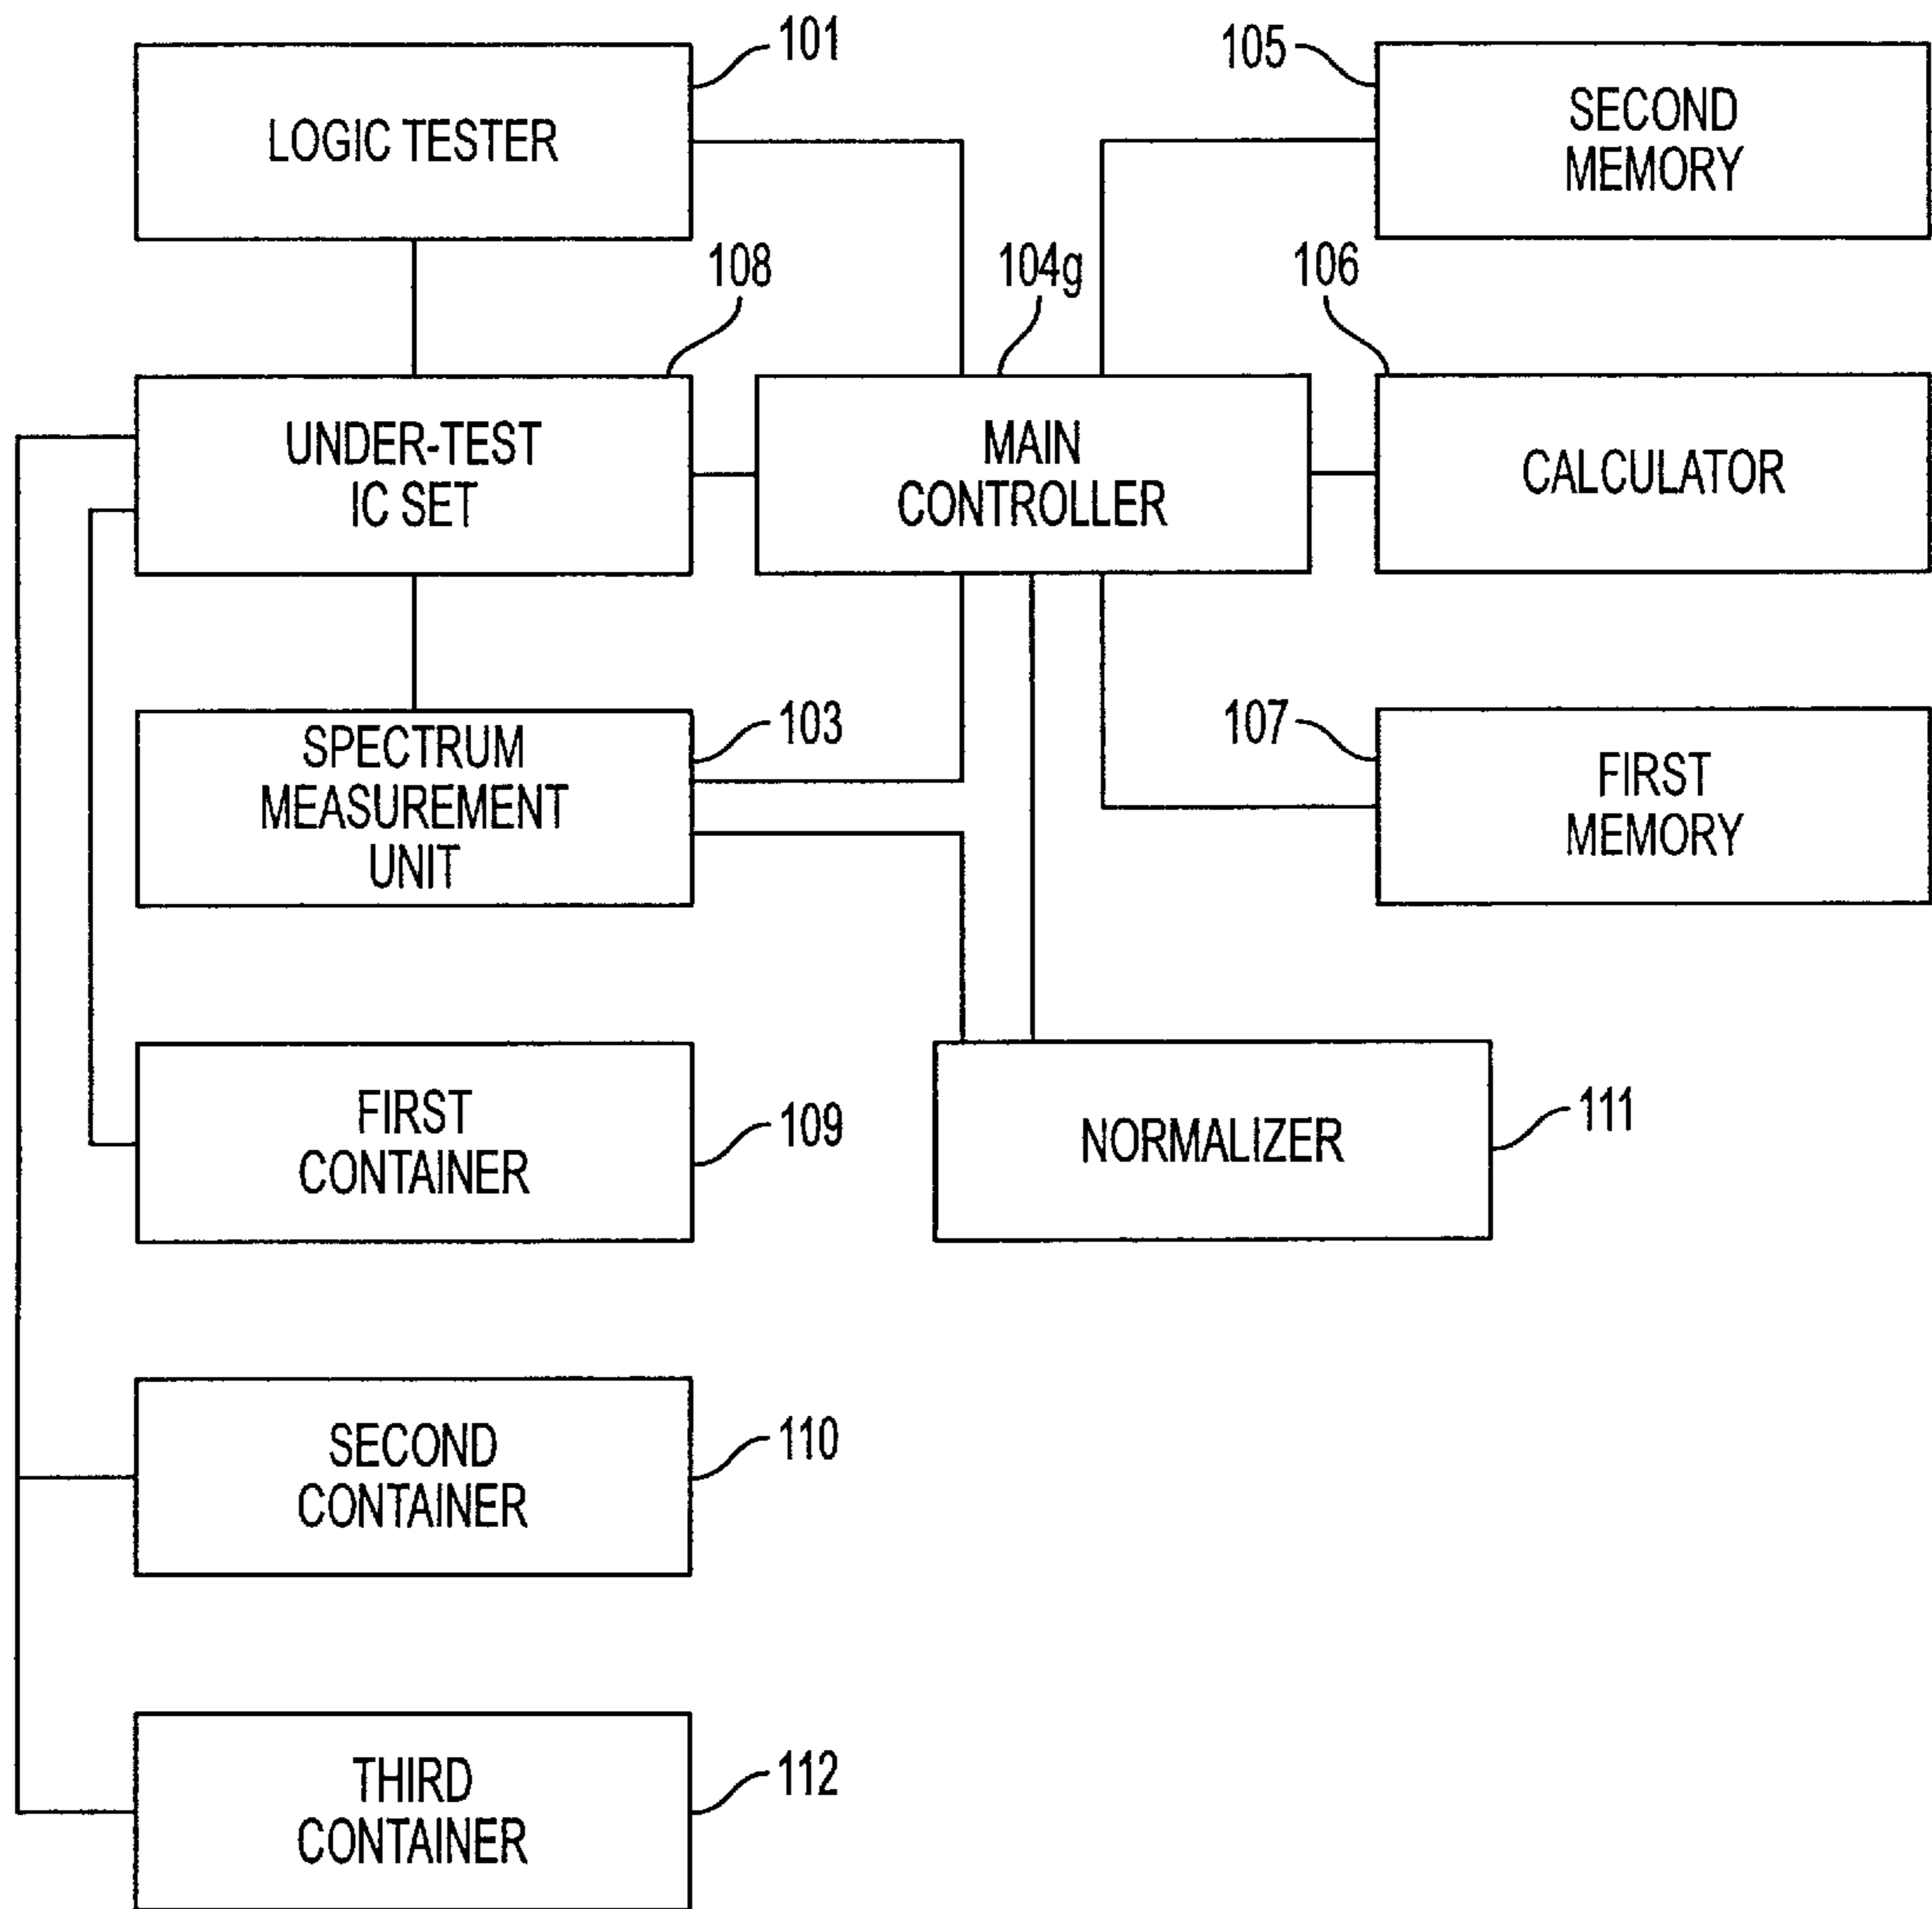 101
LOGIC TESTER
105
SECOND
MEMORY
108
UNDER-TEST
IC SET
104g
MAIN
CONTROLLER
106
CALCULATOR
103
SPECTRUM
MEASUREMENT
UNIT
107
FIRST
MEMORY
FIRST
CONTAINER
109
NORMALIZER
111
SECOND
CONTAINER
110
THIRD
CONTAINER
112